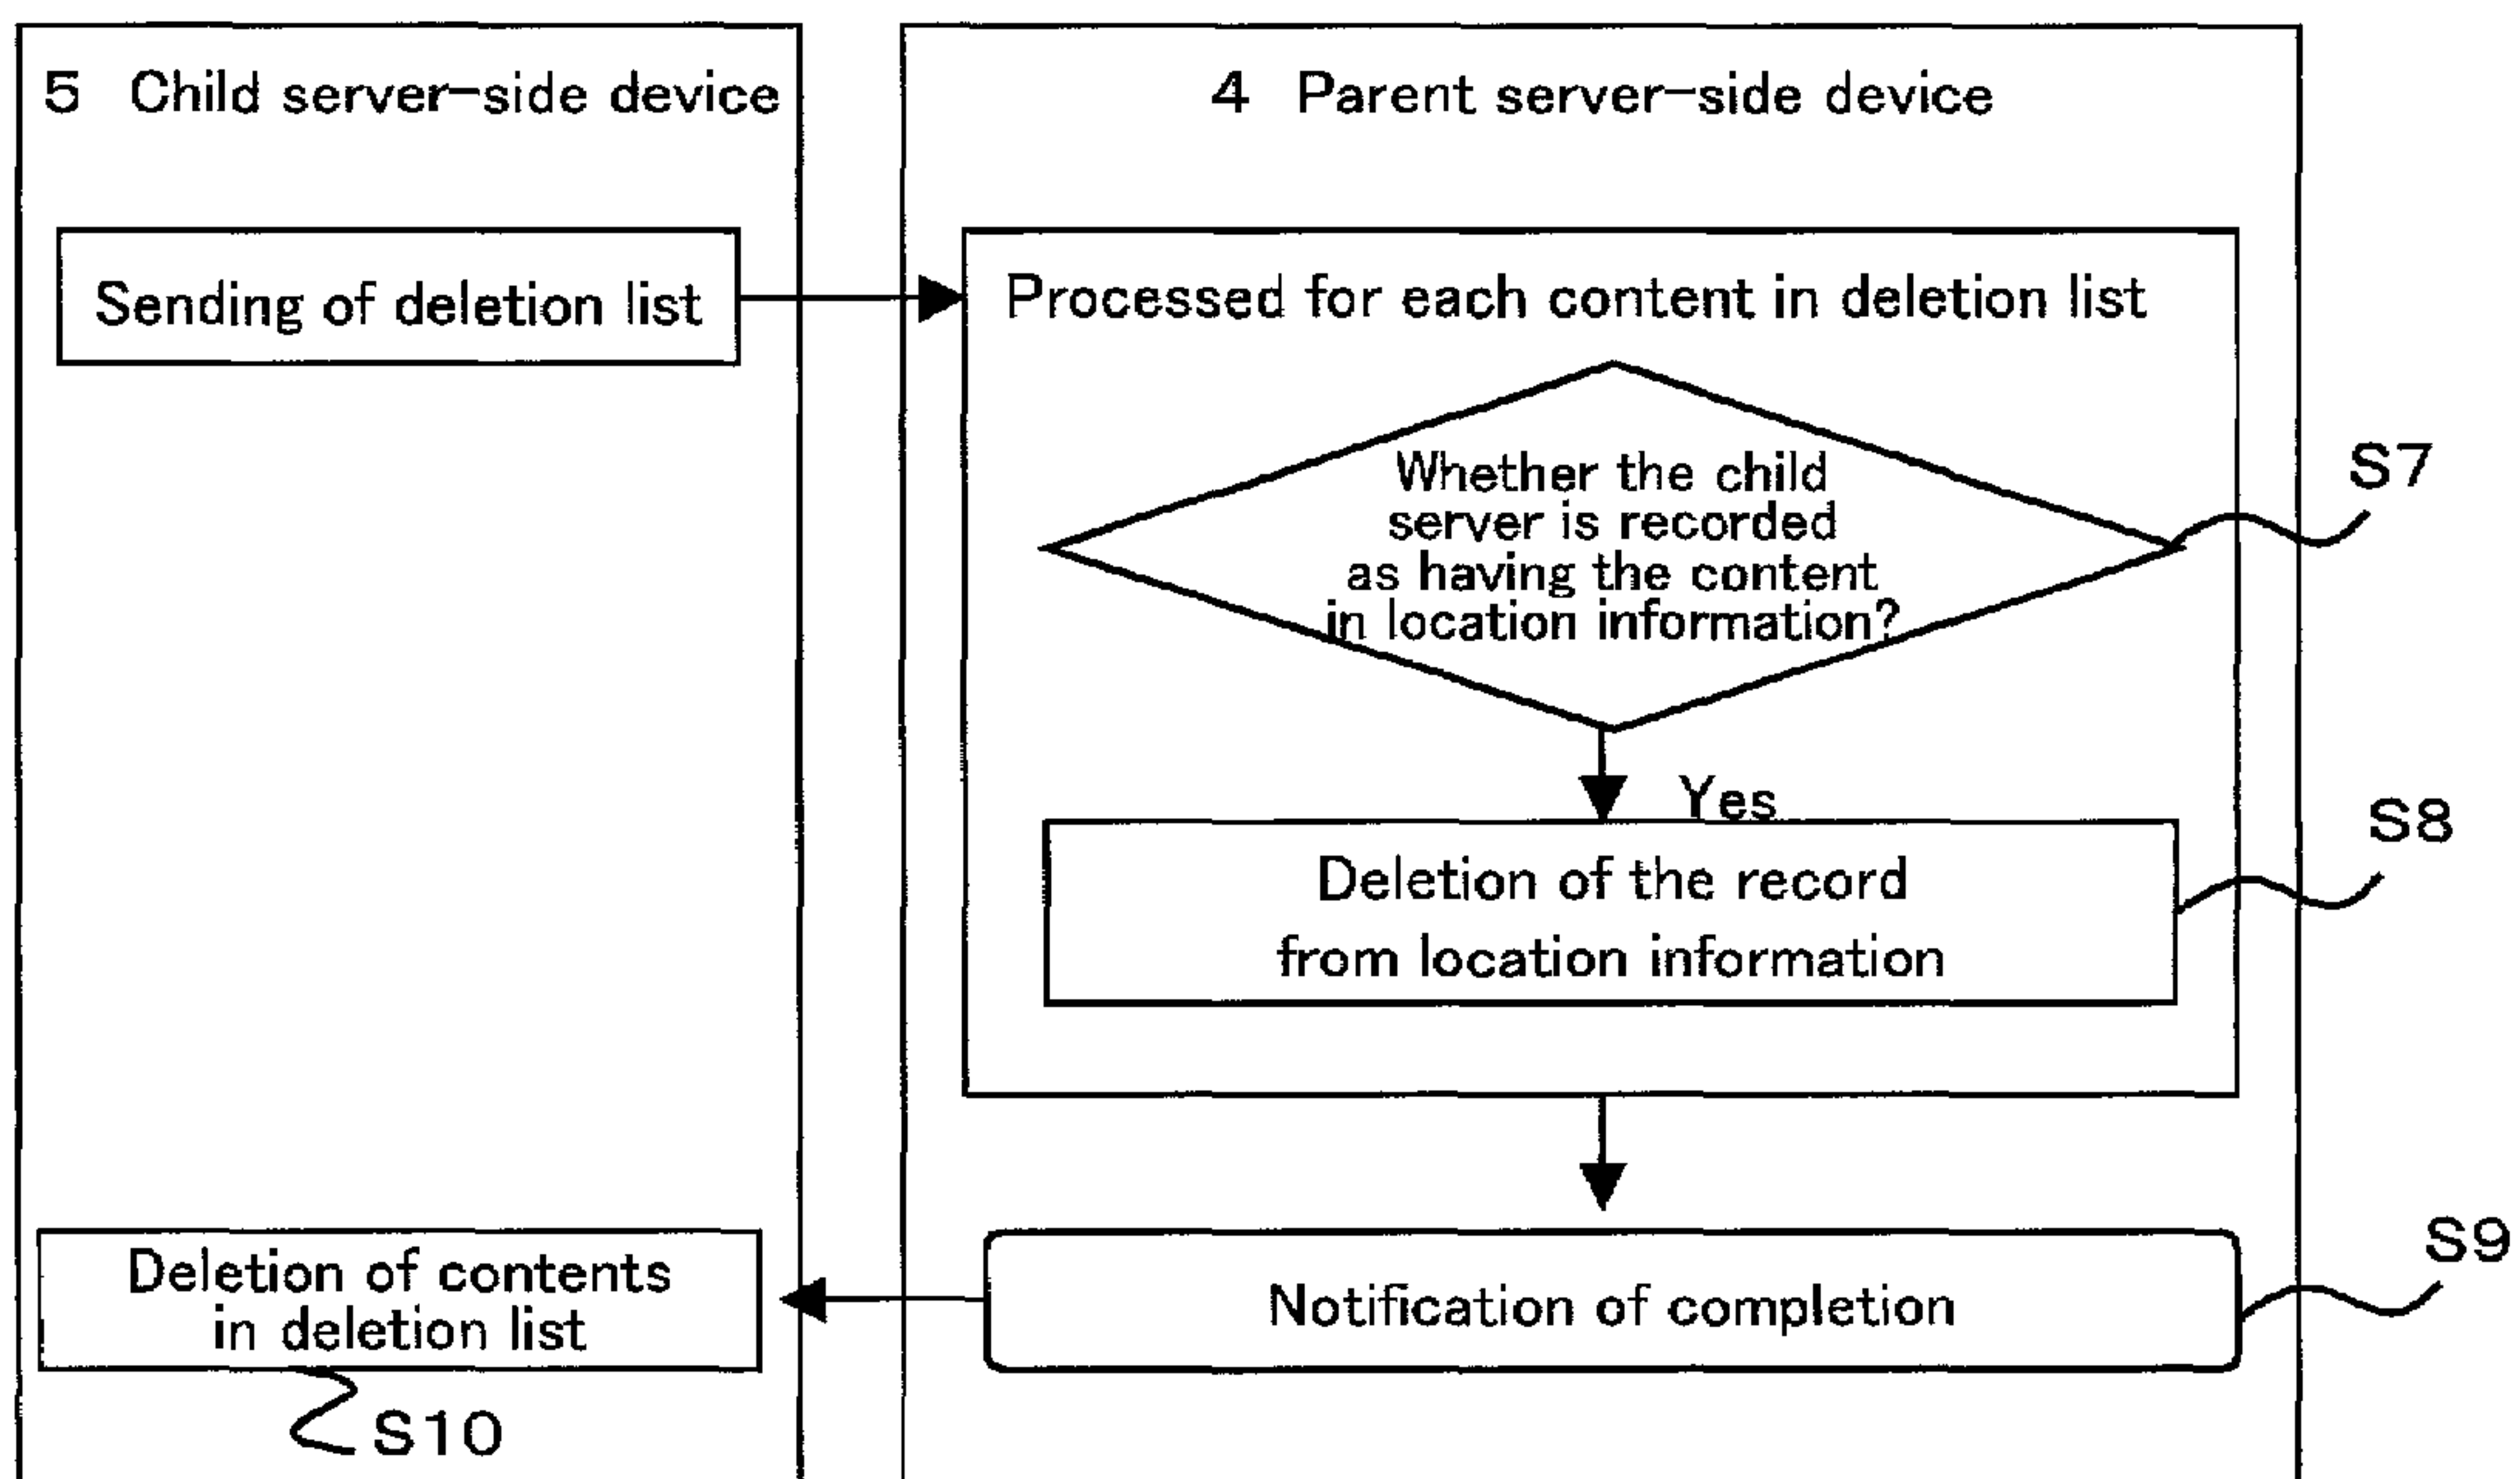 5 Child server-side device
4 Parent server-side device
Sending of deletion list
Processed for each content in deletion list
Whether the child
server is recorded
as having the content
in location information?
S7
Yes
S8
Deletion of the record
from location information
S9
Notification of completion
Deletion of contents
in deletion list
S10